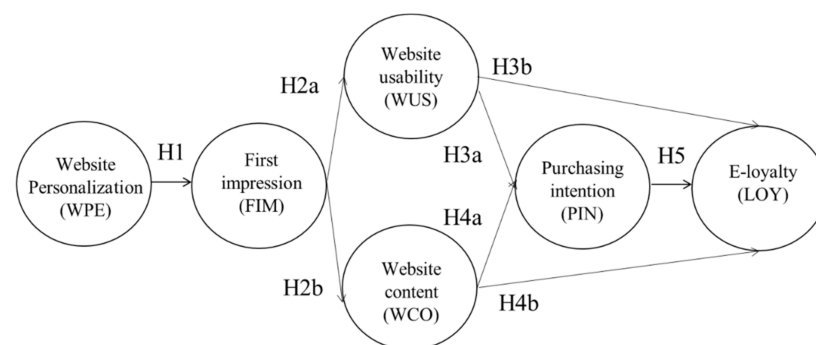 Website
usability
(WUS)
H3b
H2a
H1
Website
Personalization
(WPE)
First
impression
(FIM)
H3a
Purchasing
intention
(PIN)
H5
E-loyalty
(LOY)
H4a
H2b
Website
content
(WCO)
H4b